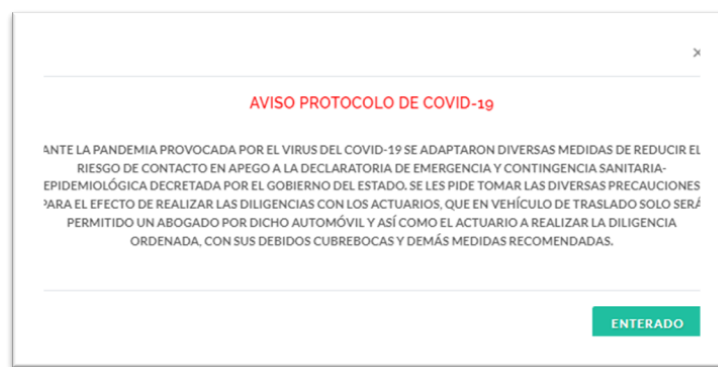 ×
AVISO PROTOCOLO DE COVID-19
ANTE LA PANDEMIA PROVOCADA POR EL VIRUS DEL COVID-19 SE ADAPTARON DIVERSAS MEDIDAS DE REDUCIR EL
RIESGO DE CONTACTO EN APEGO A LA DECLARATORIA DE EMERGENCIA Y CONTINGENCIA SANITARIA-
EPIDEMIOLÓGICA DECRETADA POR EL GOBIERNO DEL ESTADO. SE LES PIDE TOMAR LAS DIVERSAS PRECAUCIONES
PARA EL EFECTO DE REALIZAR LAS DILIGENCIAS CON LOS ACTUARIOS, QUE EN VEHÍCULO DE TRASLADO SOLO SERÁ
PERMITIDO UN ABOGADO POR DICHO AUTOMÓVIL Y ASÍ COMO EL ACTUARIO A REALIZAR LA DILIGENCIA
ORDENADA, CON SUS DEBIDOS CUBREBOCAS Y DEMÁS MEDIDAS RECOMENDADAS.
ENTERADO